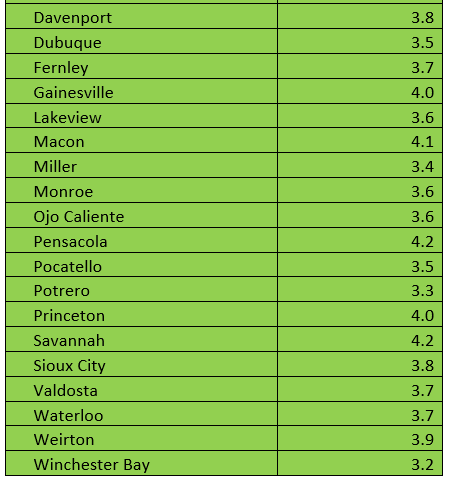 Davenport 3.8
Dubuque 3.5
Fernley 3.7
Gainesville 4.0
Lakeview 3.6
Macon 4.1
Miller 3.4
Monroe 3.6
Ojo Caliente 3.6
Pensacola 4.2
Pocatello 3.5
Potrero 3.3
Princeton 4.0
Savannah 4.2
Sioux City 3.8
Valdosta 3.7
Waterloo 3.7
Weirton 3.9
Winchester Bay 3.2